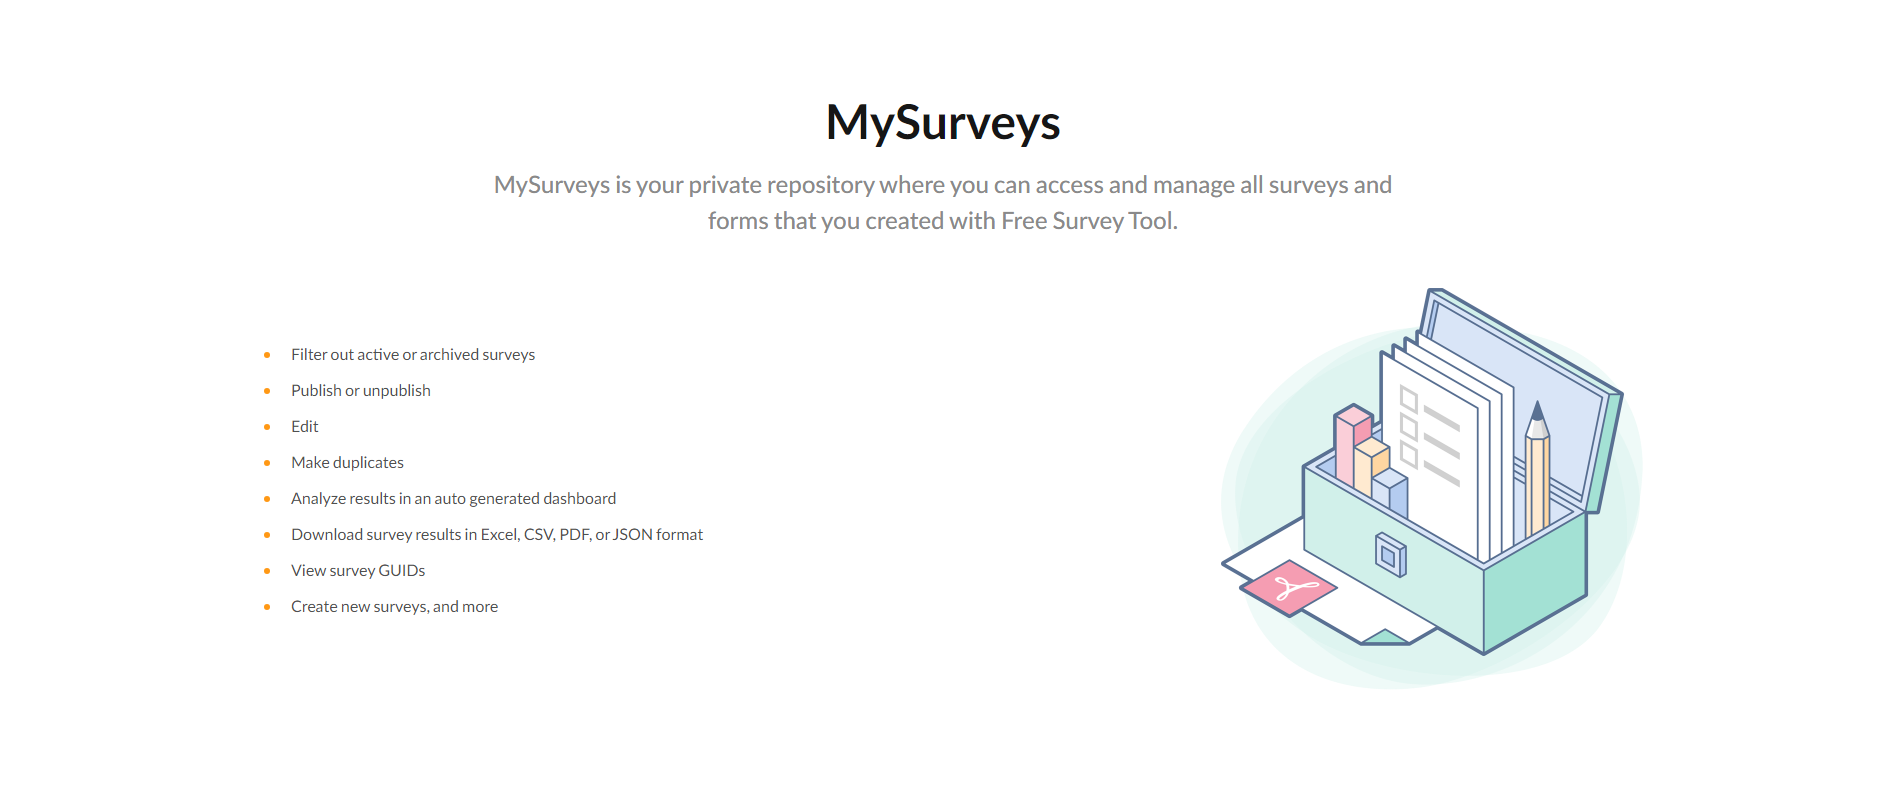 MySurveys
MySurveys is your private repository where you can access and manage all surveys and
forms that you created with Free Survey Tool.
Filter out active or archived surveys
Publish or unpublish
Edit
Make duplicates
Analyze results in an auto generated dashboard
Download survey results in Excel, CSV, PDF, or JSON format
View survey GUIDs
Create new surveys, and more